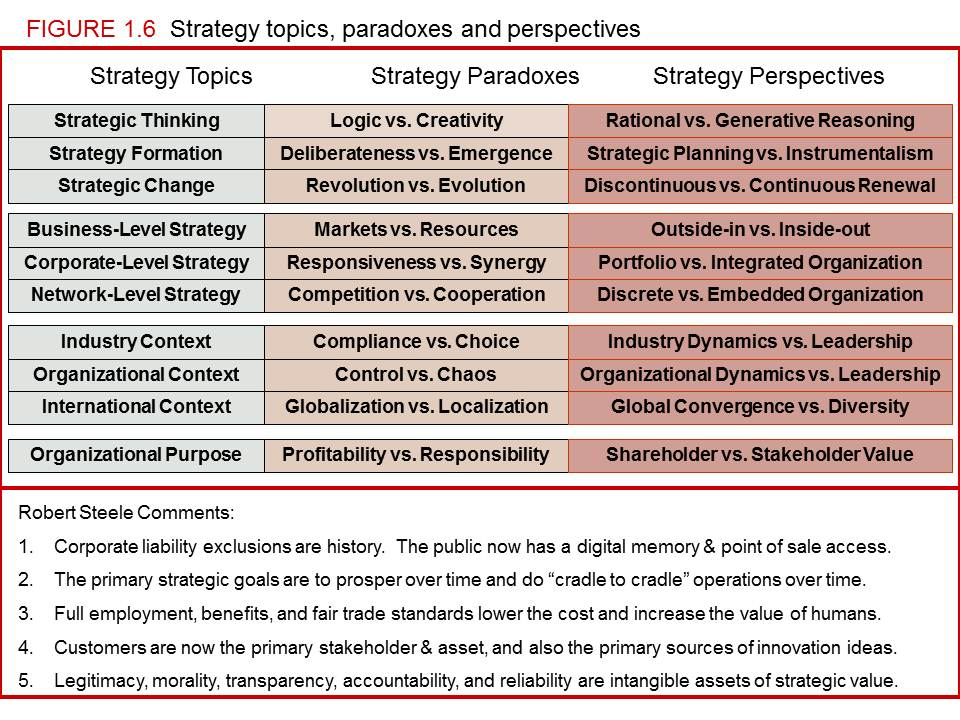 FIGURE 1.6 Strategy topics, paradoxes and perspectives
Strategy Topics Strategy Paradoxes Strategy Perspectives
Strategic Thinking Logic vs. Creativity Rational vs. Generative Reasoning
Strategy Formation Deliberateness vs. Emergence Strategic Planning vs. Instrumentalism
Strategic Change Revolution vs. Evolution Discontinuous vs. Continuous Renewal
Business-Level Strategy Markets vs. Resources Outside-in vs. Inside-out
Corporate-Level Strategy Responsiveness vs. Synergy Portfolio vs. Integrated Organization
Network-Level Strategy Competition vs. Cooperation Discrete vs. Embedded Organization
Industry Context Compliance vs. Choice Industry Dynamics vs. Leadership
Organizational Context Control vs. Chaos Organizational Dynamics vs. Leadership
International Context Globalization vs. Localization Global Convergence vs. Diversity
Organizational Purpose Profitability vs. Responsibility Shareholder vs. Stakeholder Value
Robert Steele Comments:
1. Corporate liability exclusions are history. The public now has a digital memory & point of sale access.
2. The primary strategic goals are to prosper over time and do “cradle to cradle” operations over time.
3. Full employment, benefits, and fair trade standards lower the cost and increase the value of humans.
4. Customers are now the primary stakeholder & asset, and also the primary sources of innovation ideas.
5. Legitimacy, morality, transparency, accountability, and reliability are intangible assets of strategic value.